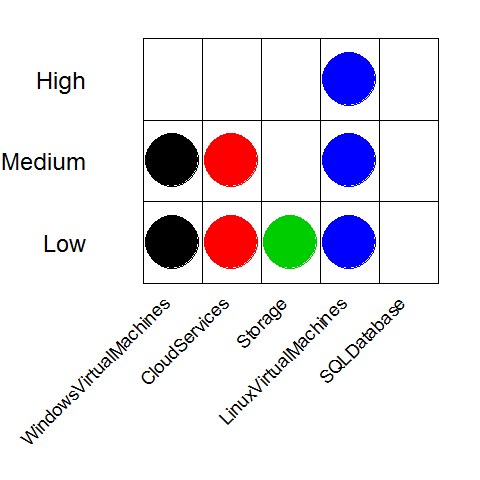 High
Medium
Low
WindowsVirtualMachines
CloudServices
Storage
LinuxVirtualMachines
SQLDatabase